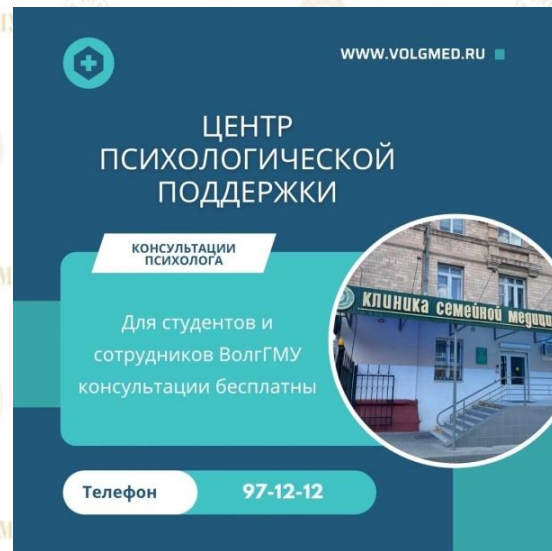 WWW.VOLGMED.RU
ЦЕНТР
ПСИХОЛОГИЧЕСКОЙ
ПОДДЕРЖКИ
КОНСУЛЬТАЦИИ
ПСИХОЛОГА
КЛИНИКА семейной медици
Для студентов и
сотрудников ВолгГМУ
консультации бесплатны
Телефон 97-12-12